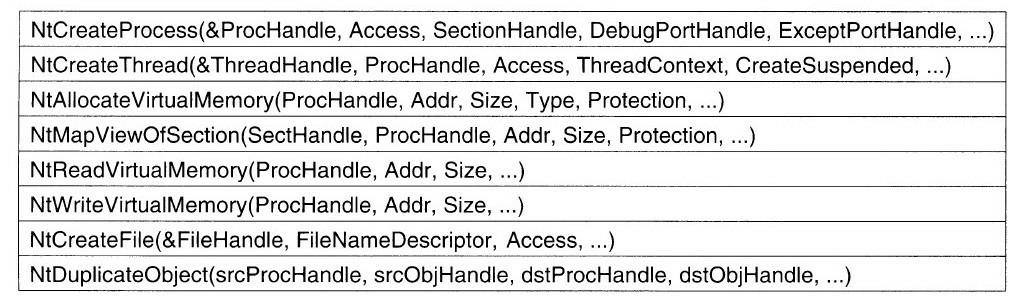 NtCreateProcess(&ProcHandle, Access, SectionHandle, DebugPortHandle, ExceptPortHandle, ...)
NtCreateThread(&ThreadHandle, ProcHandle, Access, ThreadContext, CreateSuspended, ...)
NtAllocateVirtualMemory(ProcHandle, Addr, Size, Type, Protection, ...)
NtMapViewOfSection(SectHandle, ProcHandle, Addr, Size, Protection, ...)
NtReadVirtualMemory(ProcHandle, Addr, Size, ...)
NtWriteVirtualMemory(ProcHandle, Addr, Size, ...)
NtCreateFile(&FileHandle, FileNameDescriptor, Access, ...)
NtDuplicateObject(srcProcHandle, srcObjHandle, dstProcHandle, dstObjHandle, ...)